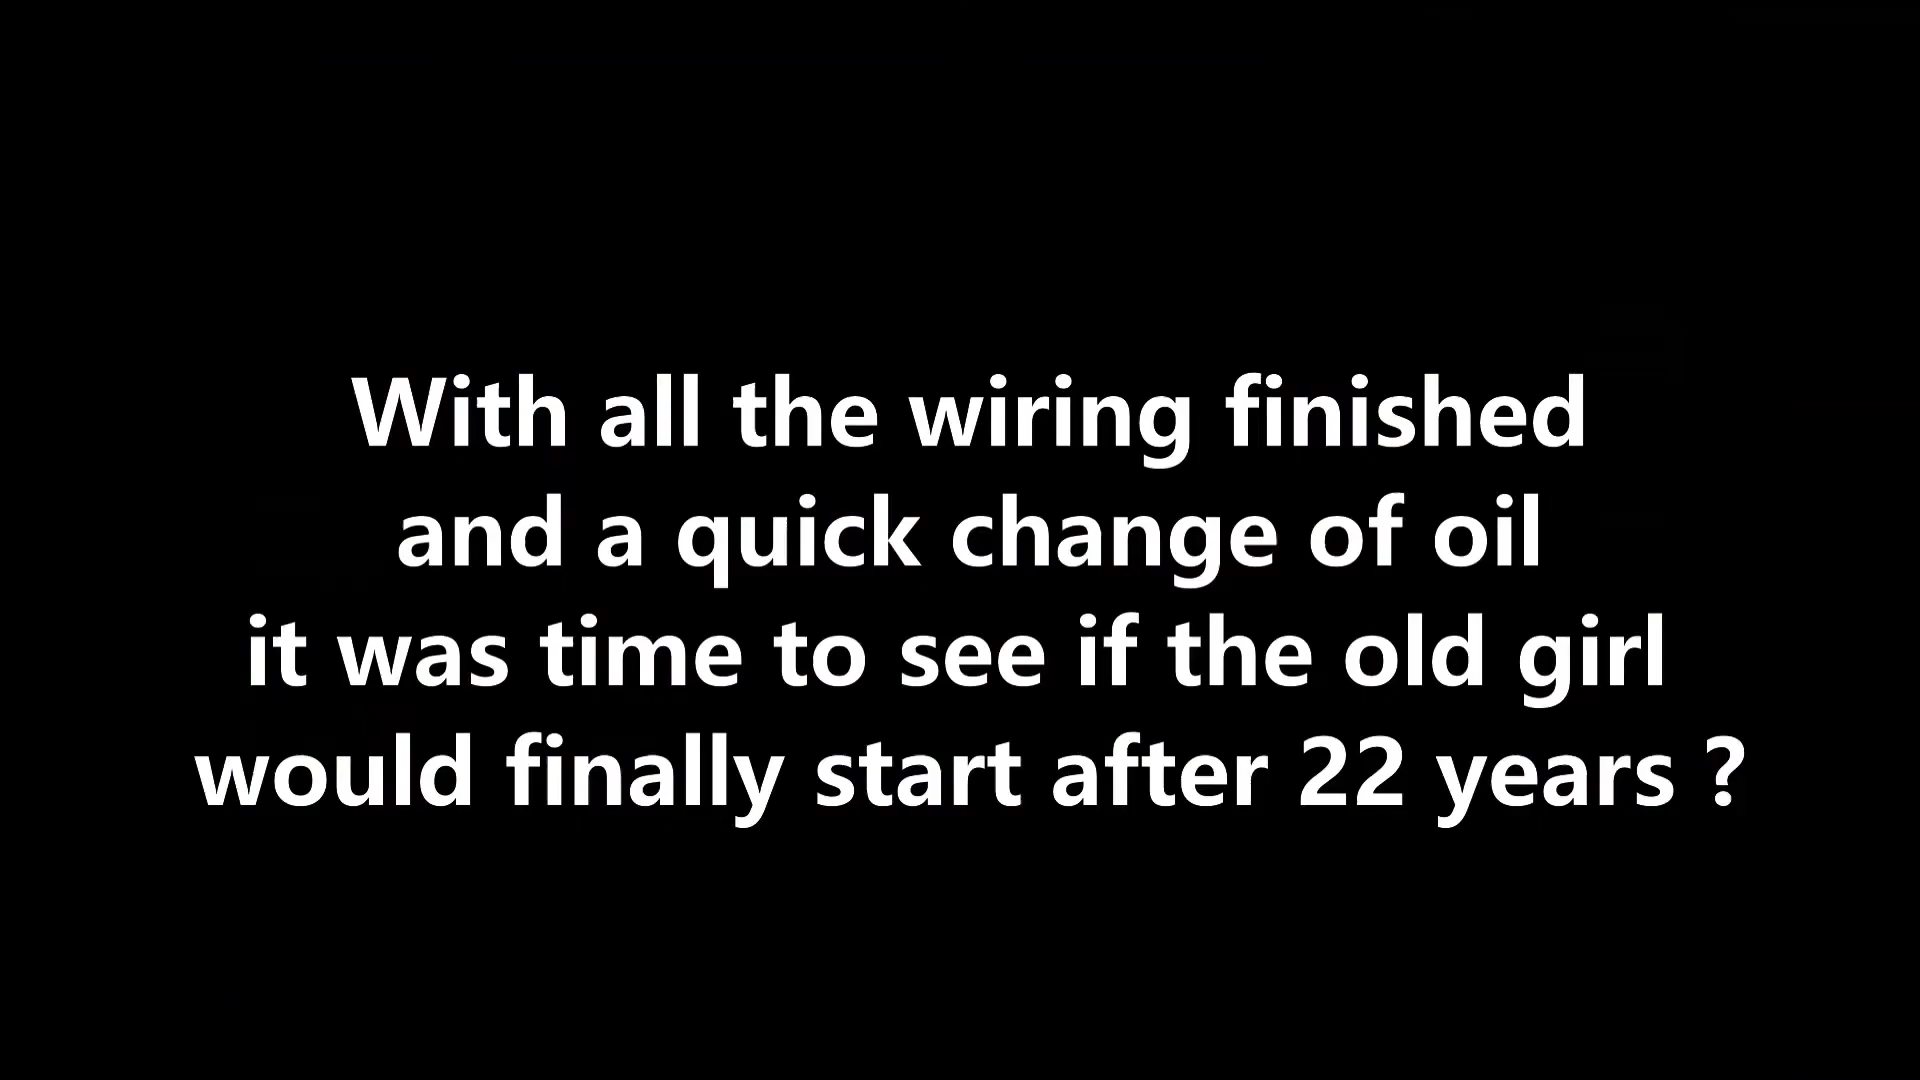 With all the wiring finished
and a quick change of oil
it was time to see if the old girl
would finally start after 22 years ?